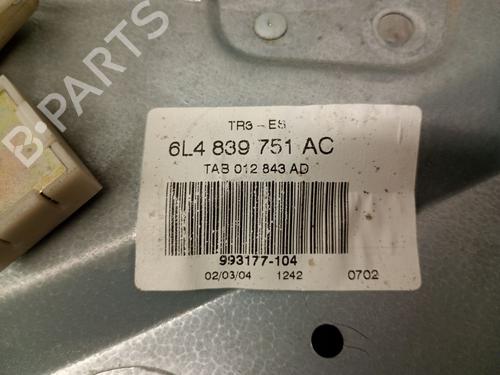 B-PARTS
TR3-ES
6L4 839 751 AC
TAB 012 843 AD
993177-104
02/03/04 1242 0702